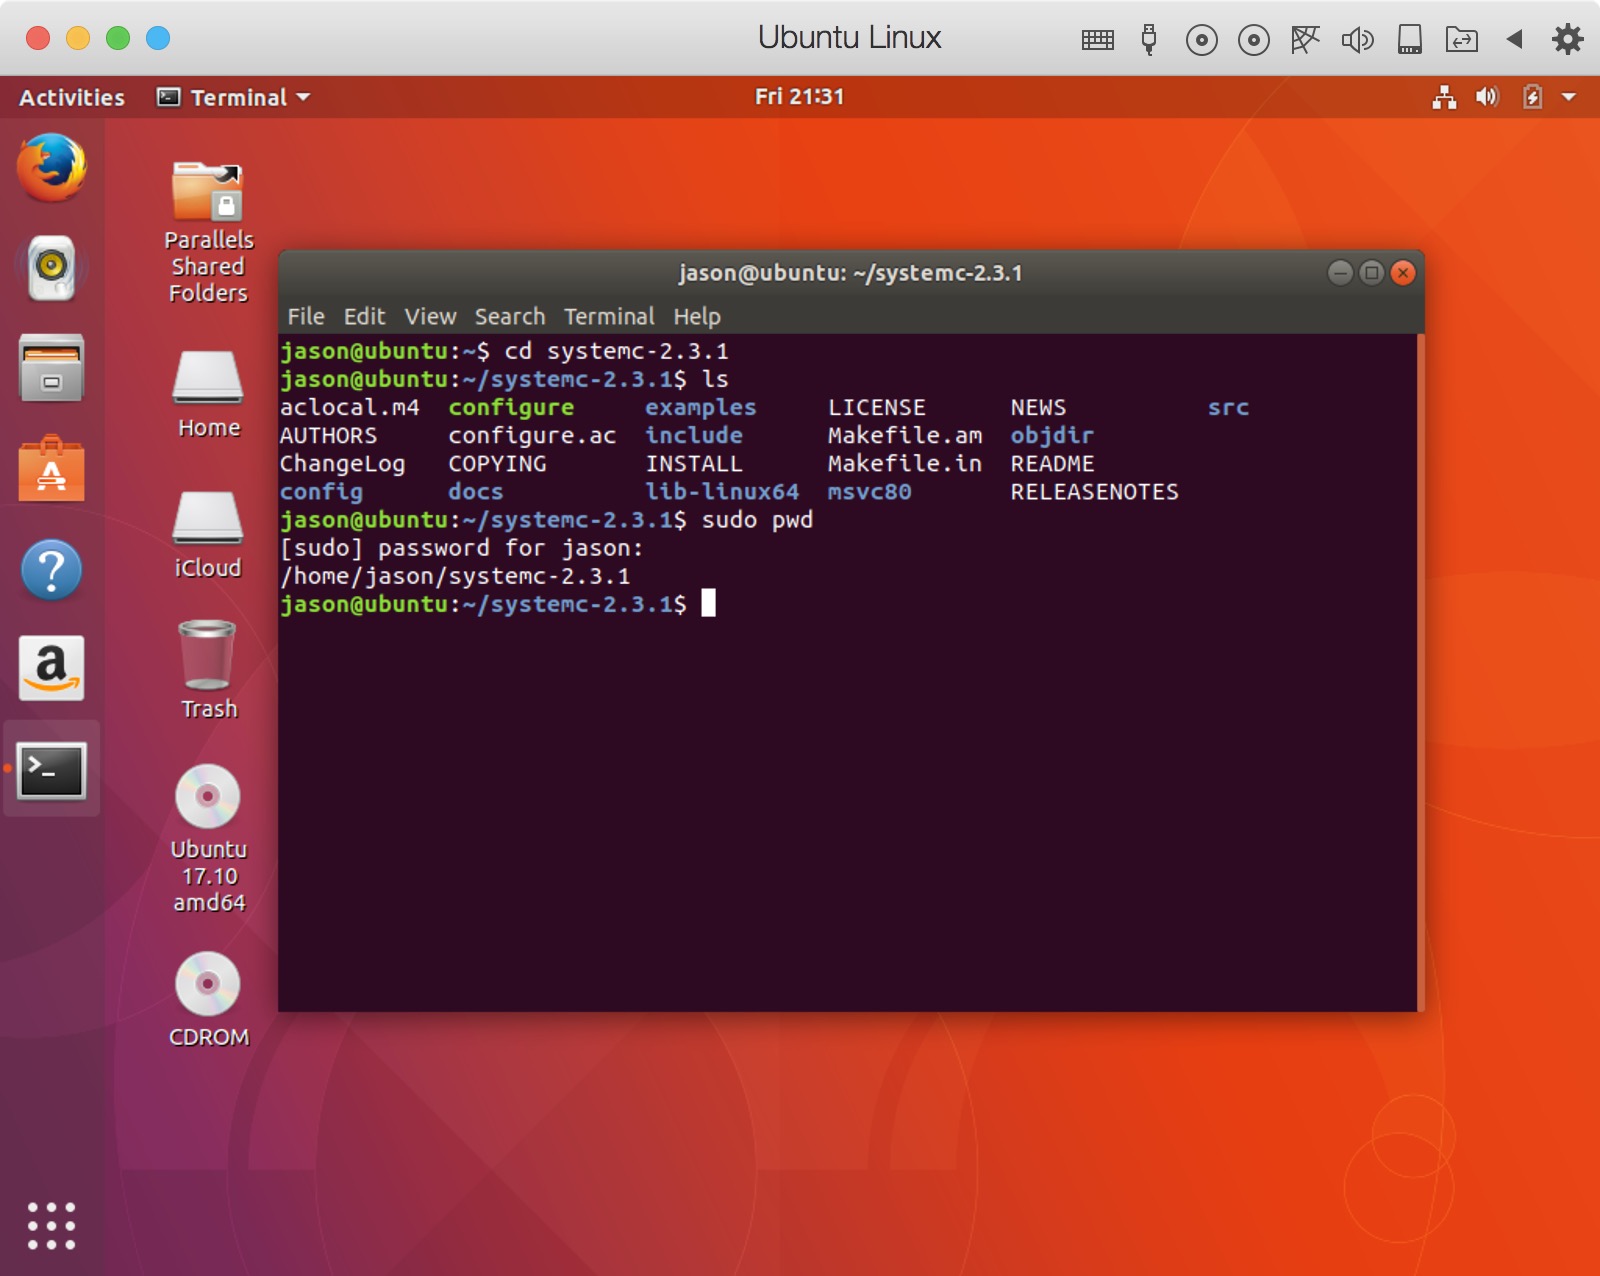 Ubuntu Linux
Activities
Terminal
Fri 21:31
Parallels
Shared
Folders
Home
iCloud
Trash
Ubuntu
17.10
amd64
CDROM
jason@ubuntu: ~/systemc-2.3.1
File Edit View Search Terminal Help
jason@ubuntu:~$ cd systemc-2.3.1
jason@ubuntu:~/systemc-2.3.1$ ls
aclocal.m4 configure examples LICENSE NEWS src
AUTHORS configure.ac include Makefile.am objdir
ChangeLog COPYING INSTALL Makefile.in README
config docs lib-linux64 msvc80 RELEASENOTES
jason@ubuntu:~/systemc-2.3.1$ sudo pwd
[sudo] password for jason:
/home/jason/systemc-2.3.1
jason@ubuntu:~/systemc-2.3.1$